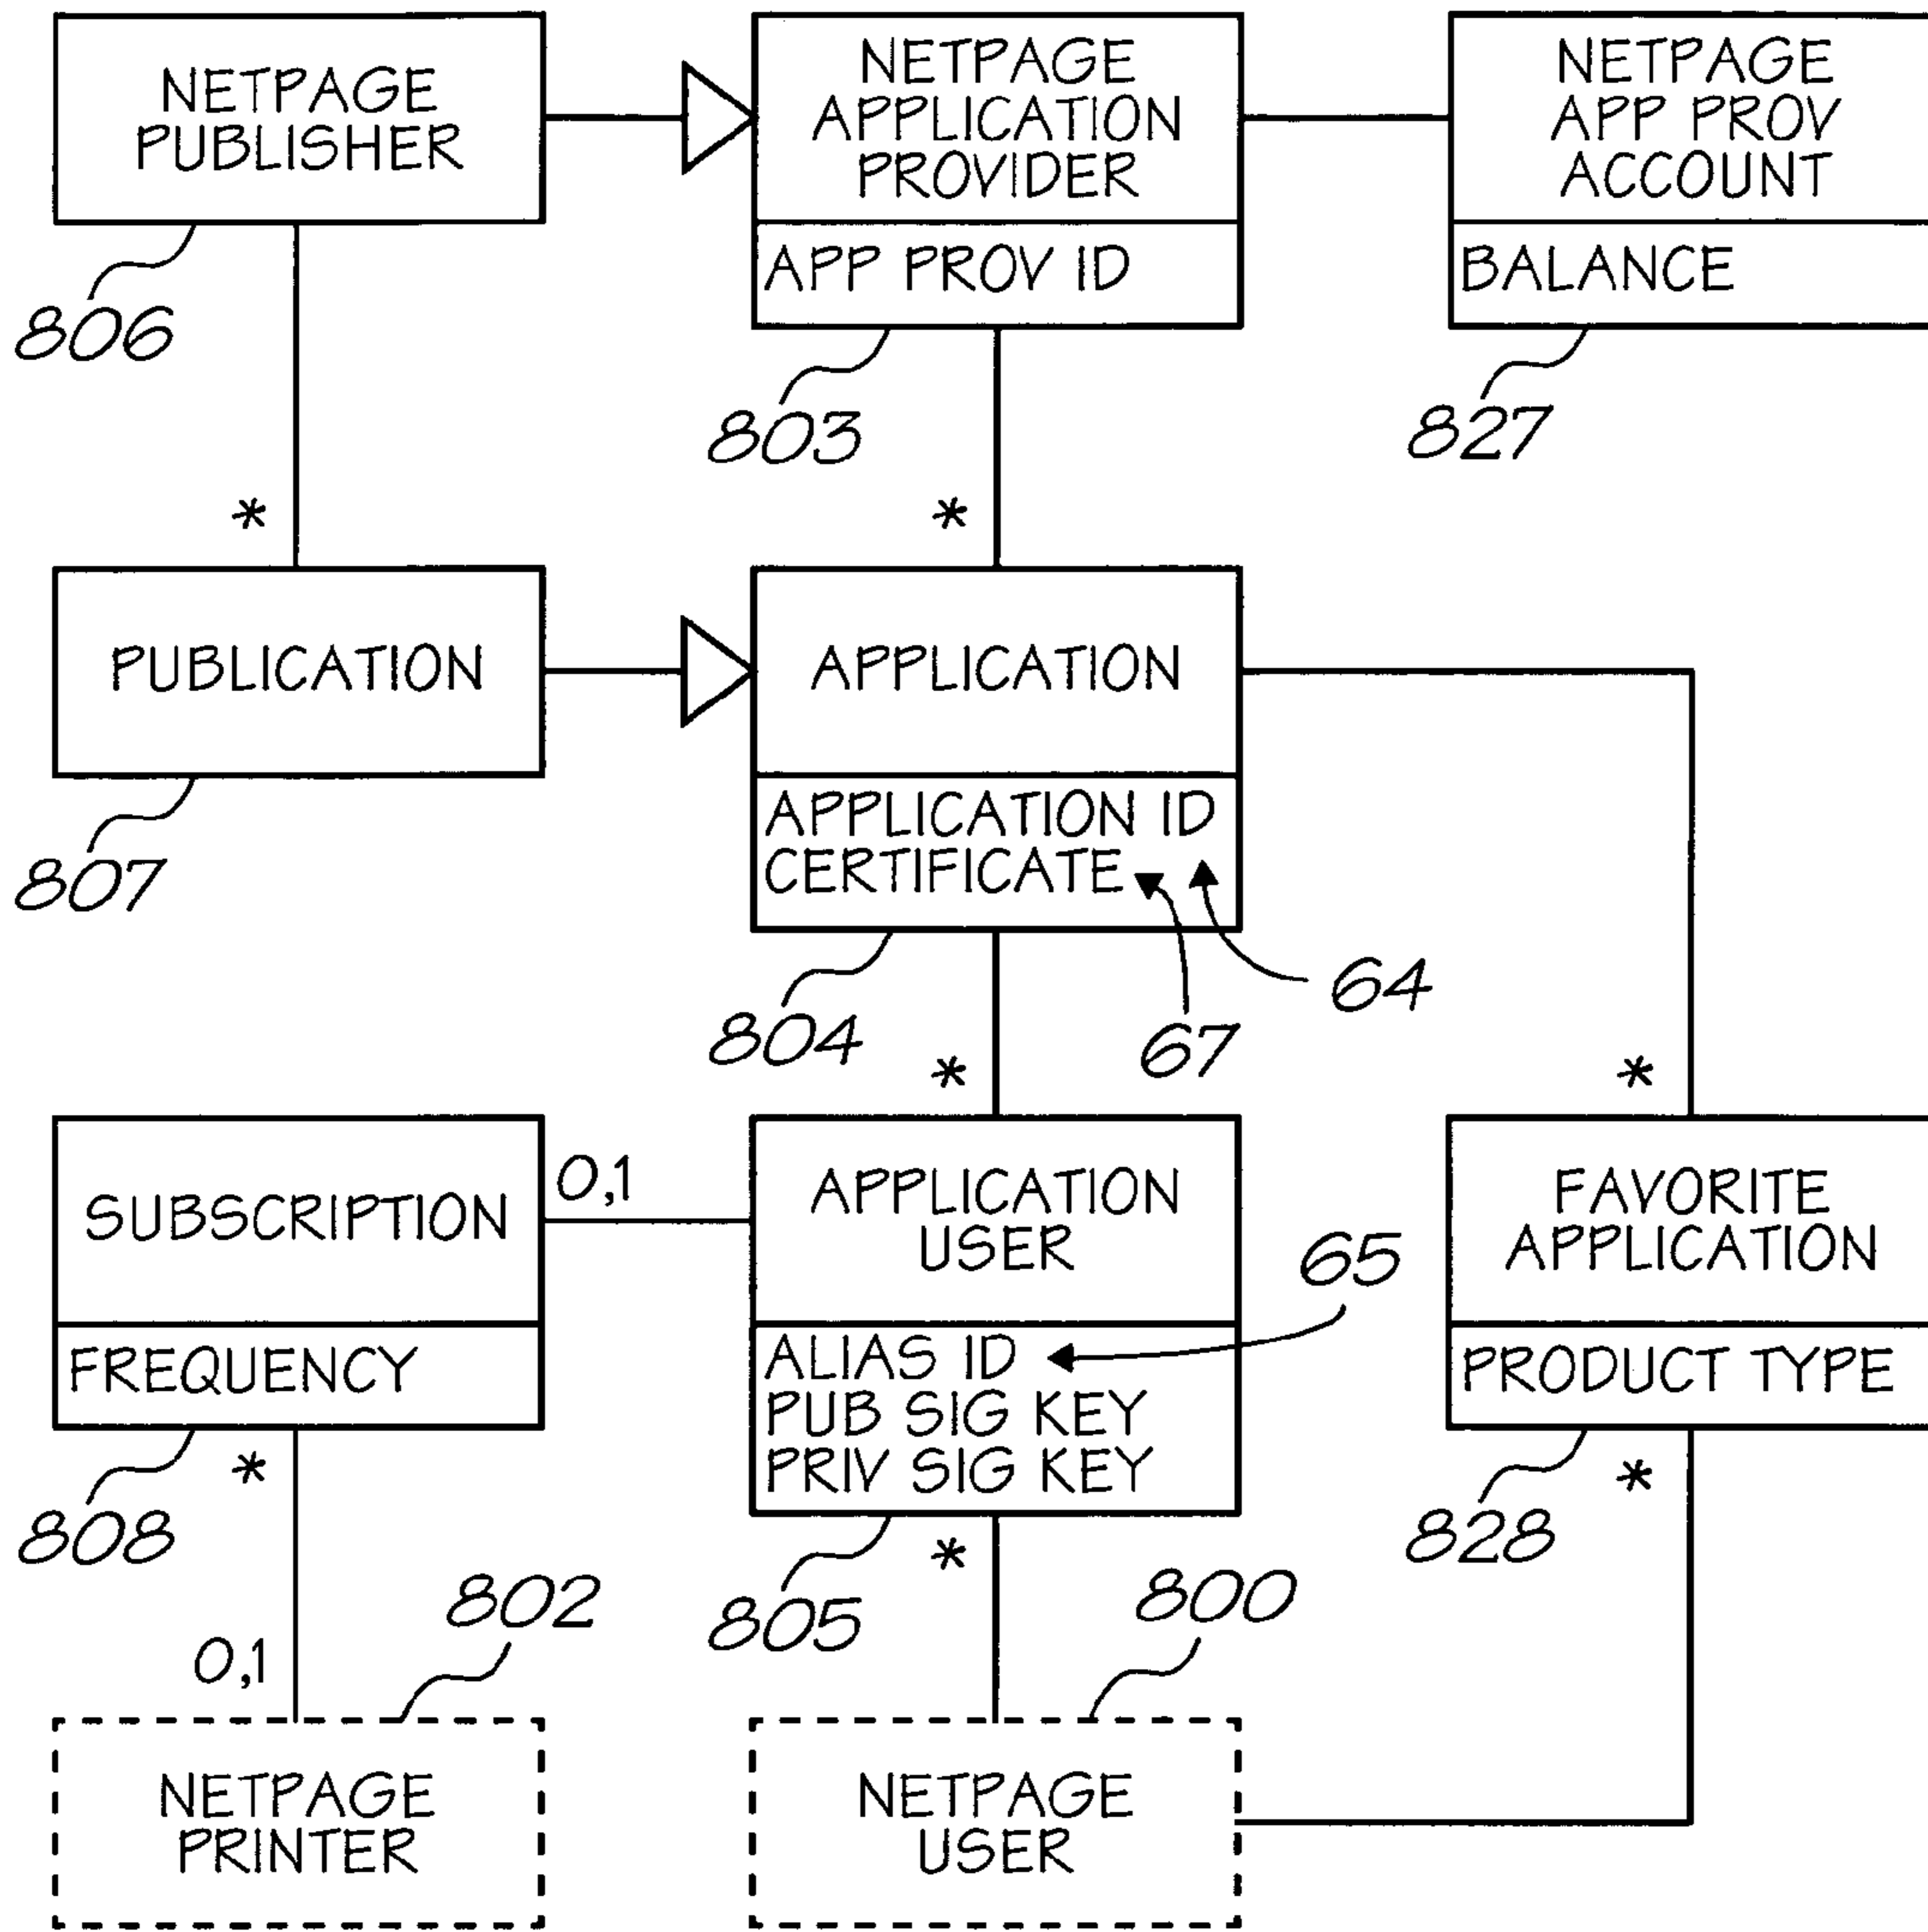 NETPAGE
PUBLISHER
NETPAGE
APPLICATION
PROVIDER
APP PROV ID
NETPAGE
APP PROV
ACCOUNT
BALANCE
806
803
827
*
*
PUBLICATION
APPLICATION
APPLICATION ID
CERTIFICATE
807
804
67
64
*
*
SUBSCRIPTION
FREQUENCY
0,1
APPLICATION
USER
ALIAS ID
PUB SIG KEY
PRIV SIG KEY
65
FAVORITE
APPLICATION
PRODUCT TYPE
808
*
805
*
828
*
802
800
0,1
NETPAGE
PRINTER
NETPAGE
USER